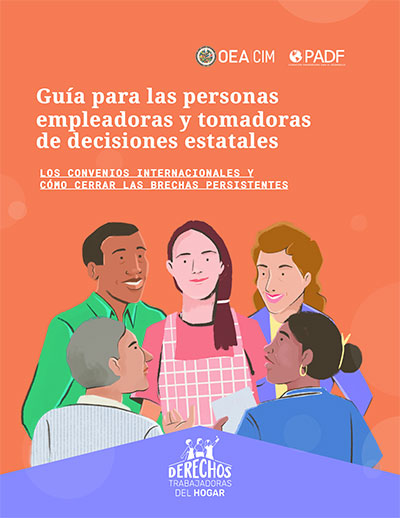 OEA CIM PADF
Guía para las personas
empleadoras y tomadoras
de decisiones estatales
LOS CONVENIOS INTERNACIONALES Y
CÓMO CERRAR LAS BRECHAS PERSISTENTES
DERECHOS
TRABAJADORAS
DEL HOGAR